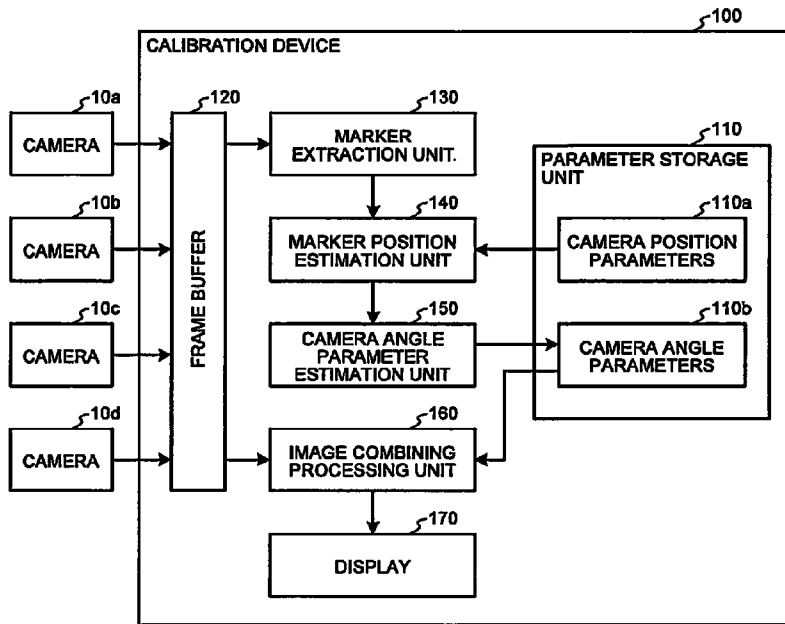 100
CALIBRATION DEVICE
10a
CAMERA
10b
CAMERA
10c
CAMERA
10d
CAMERA
120
FRAME BUFFER
130
MARKER
EXTRACTION UNIT.
140
MARKER POSITION
ESTIMATION UNIT
150
CAMERA ANGLE
PARAMETER
ESTIMATION UNIT
160
IMAGE COMBINING
PROCESSING UNIT
170
DISPLAY
110
PARAMETER STORAGE
UNIT
110a
CAMERA POSITION
PARAMETERS
110b
CAMERA ANGLE
PARAMETERS